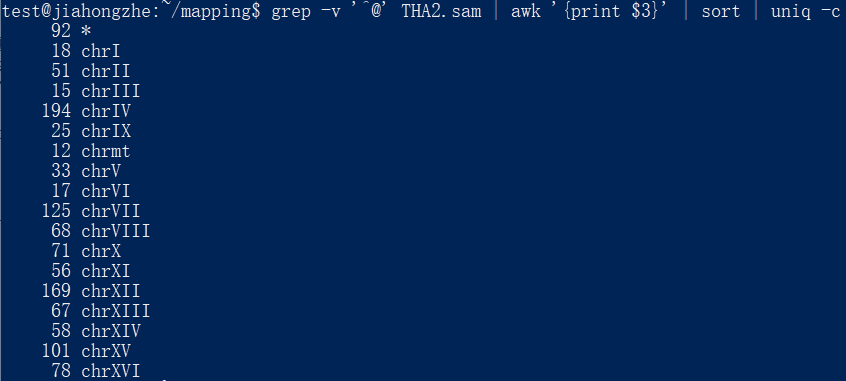 test@jiahongzhe:~/mapping$ grep -v '^@' THA2.sam | awk '{print $3}' | sort | uniq -c
92 *
18 chrI
51 chrII
15 chrIII
194 chrIV
25 chrIX
12 chrmt
33 chrV
17 chrVI
125 chrVII
68 chrVIII
71 chrX
56 chrXI
169 chrXII
67 chrXIII
58 chrXIV
101 chrXV
78 chrXVI